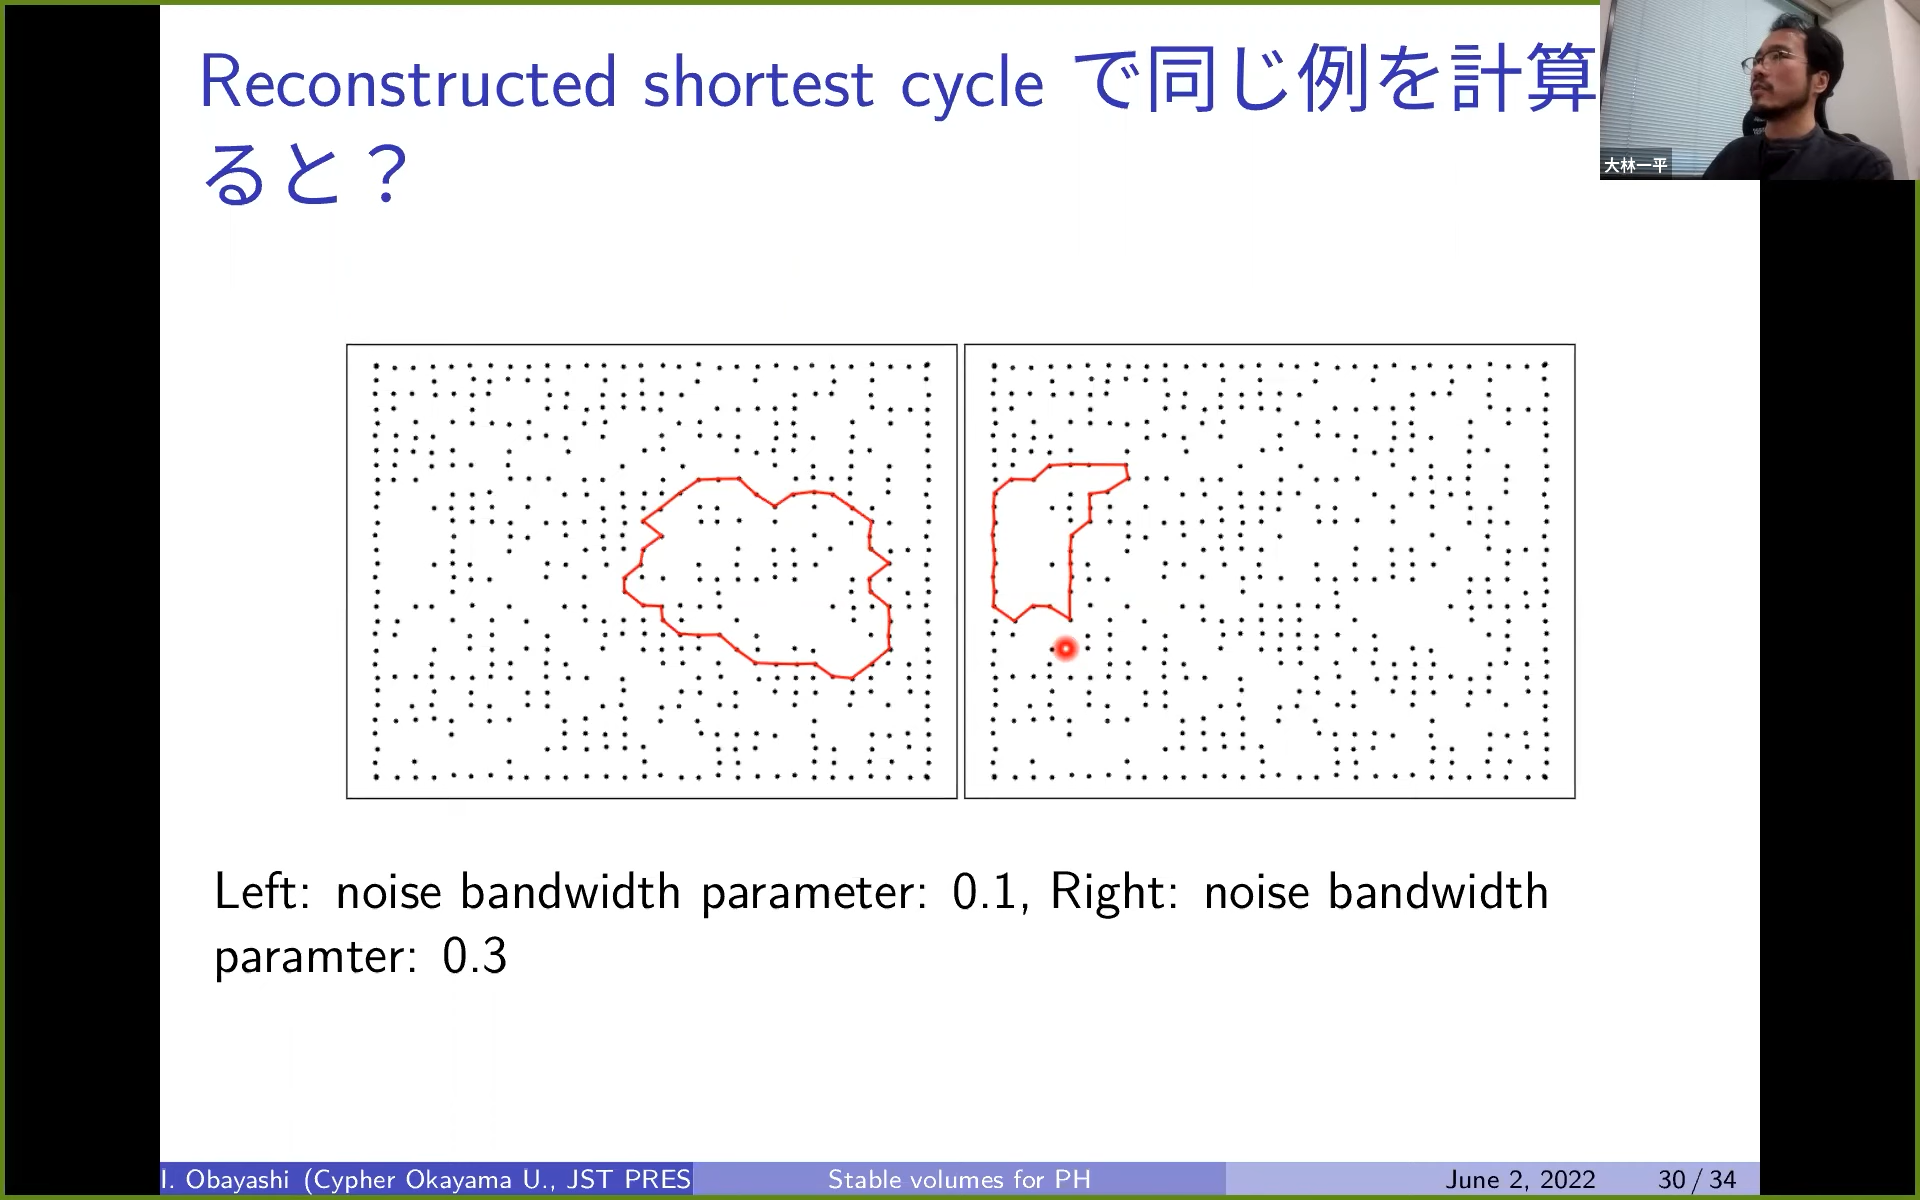 Reconstructed shortest cycle で同じ例を計算
ると？
大林一平
Left: noise bandwidth parameter: 0.1, Right: noise bandwidth
paramter: 0.3
I. Obayashi (Cypher Okayama U., JST PRES
Stable volumes for PH
June 2, 2022
30 / 34